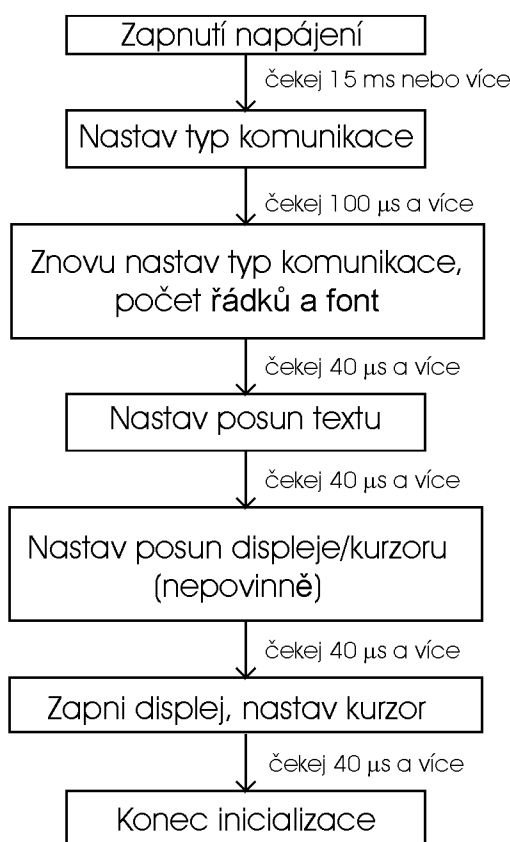 Zapnutí napájení
čekej 15 ms nebo více
Nastav typ komunikace
čekej 100 μs a více
Znovu nastav typ komunikace,
počet řádků a font
čekej 40 μs a více
Nastav posun textu
čekej 40 μs a více
Nastav posun displeje/kurzoru
(nepovinně)
čekej 40 μs a více
Zapni displej, nastav kurzor
čekej 40 μs a více
Konec inicializace